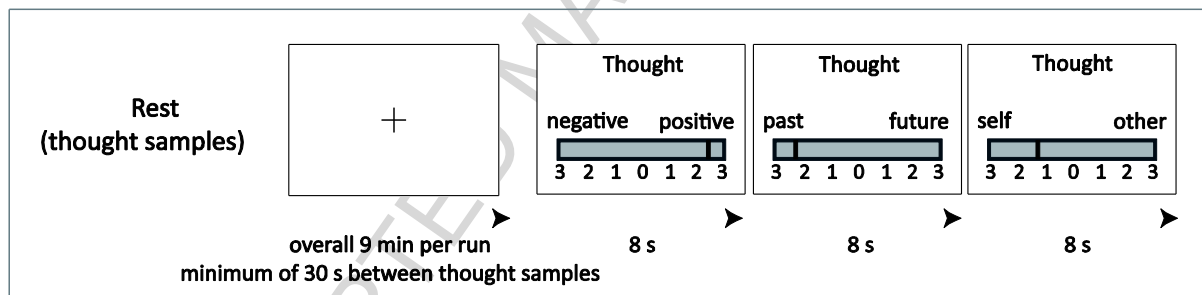 Rest
(thought samples)
Thought
negative positive
3 2 1 0 1 2 3
Thought
past future
3 2 1 0 1 2 3
Thought
self other
3 2 1 0 1 2 3
overall 9 min per run
minimum of 30 s between thought samples
8 s
8 s
8 s